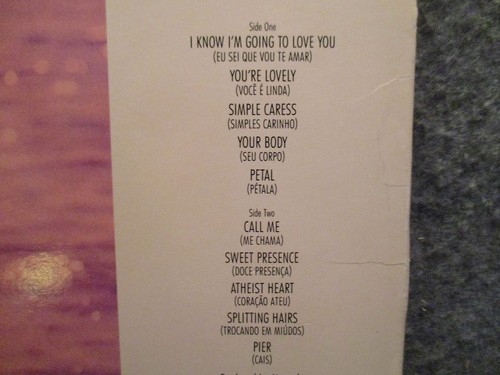 Side One
I KNOW I'M GOING TO LOVE YOU
(EU SEI QUE VOU TE AMAR)
YOU'RE LOVELY
(VOCÊ É LINDA)
SIMPLE CARESS
(SIMPLES CARINHO)
YOUR BODY
(SEU CORPO)
PETAL
(PÉTALA)
Side Two
CALL ME
(ME CHAMA)
SWEET PRESENCE
(DOCE PRESENÇA)
ATHEIST HEART
(CORAÇÃO ATEU)
SPLITTING HAIRS
(TROCANDO EM MIÚDOS)
PIER
(CAIS)